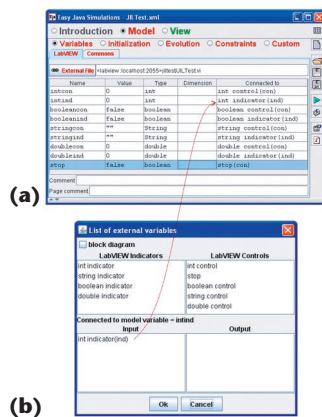 Easy Java Simulations - JILTest.xml
Introduction Model View
Variables Initialization Evolution Constraints Custom
LabVIEW Commons
External File <labview.localhost:2055>jiltestJILTest.vi
Name Value Type Dimension Connected to
intcon 0 int int control(con)
intind 0 int int indicator(ind)
booleancon false boolean boolean control(con)
booleanind false boolean boolean indicator(ind)
stringcon "" String string control(con)
stringind "" String string indicator(ind)
doublecon 0 double double control(con)
doubleind 0 double double indicator(ind)
stop false boolean stop(con)
Comment
Page comment
(a)
List of external variables
block diagram
LabVIEW Indicators LabVIEW Controls
int indicator int control
string indicator stop
boolean indicator boolean control
double indicator string control
double control
Connected to model variable = intind
Input Output
int indicator(ind)
Ok Cancel
(b)